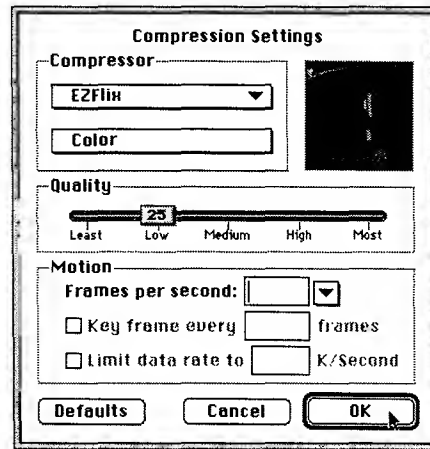 Compression Settings
Compressor
EZFlix
Color
Quality
25
Least Low Medium High Most
Motion
Frames per second:
Key frame every frames
Limit data rate to K/Second
Defaults Cancel OK